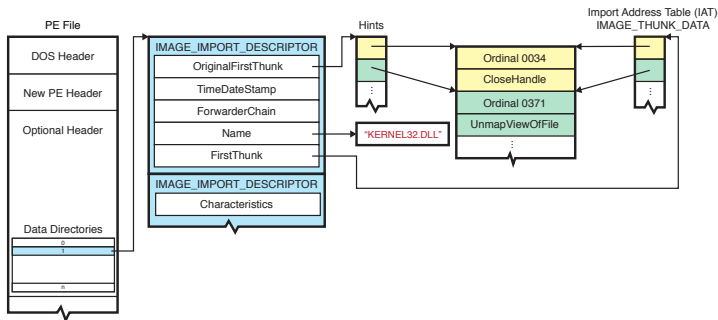 PE File
DOS Header
New PE Header
Optional Header
Data Directories
0
1
n
IMAGE_IMPORT_DESCRIPTOR
OriginalFirstThunk
TimeDateStamp
ForwarderChain
Name
FirstThunk
IMAGE_IMPORT_DESCRIPTOR
Characteristics
Hints
...
"KERNEL32.DLL"
Ordinal 0034
CloseHandle
Ordinal 0371
UnmapViewOfFile
...
Import Address Table (IAT)
IMAGE_THUNK_DATA
...